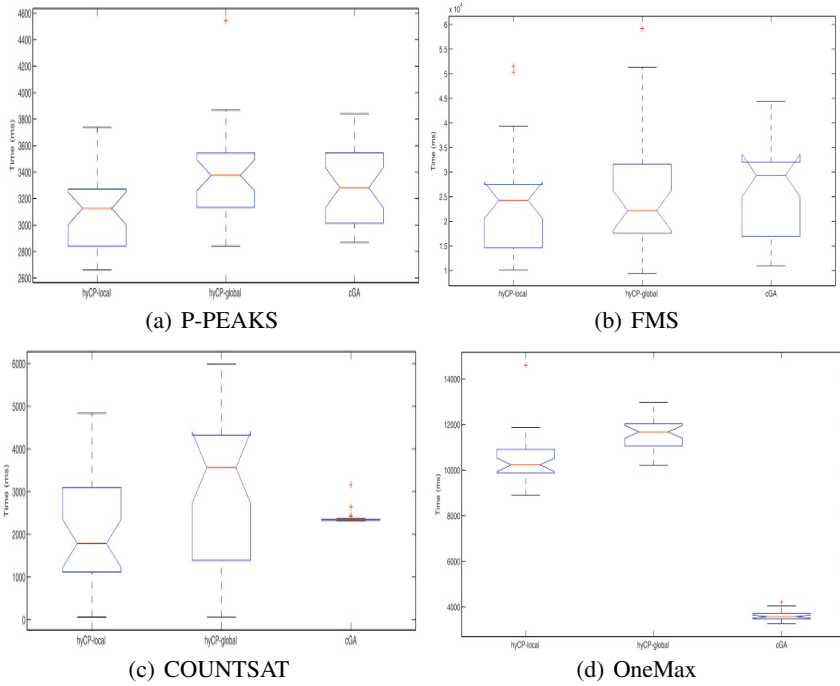 4600
4400
4200
4000
3800
3600
3400
3200
3000
2800
2600
Time (ms)
hyCP-local
hyCP-global
cGA
(a) P-PEAKS
x 10⁴
6
5.5
5
4.5
4
3.5
3
2.5
2
1.5
1
Time (ms)
hyCP-local
hyCP-global
cGA
(b) FMS
6000
5000
4000
3000
2000
1000
0
Time (ms)
hyCP-local
hyCP-global
cGA
(c) COUNTSAT
14000
12000
10000
8000
6000
4000
Time (ms)
hyCP-local
hyCP-global
cGA
(d) OneMax